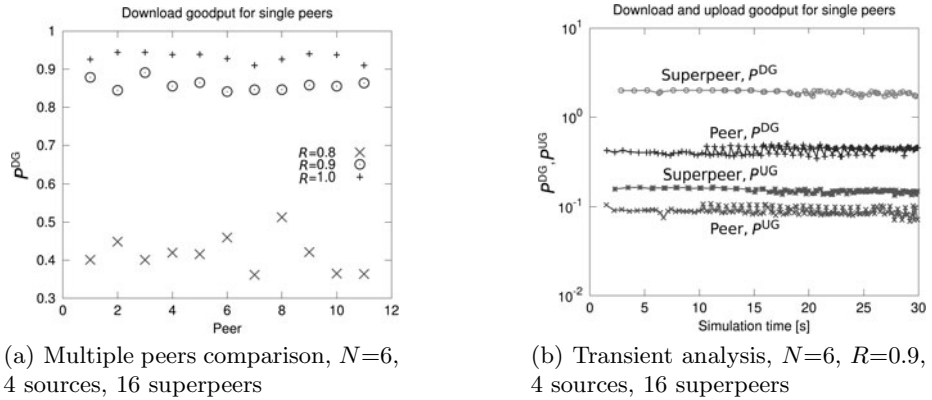 Download goodput for single peers
1
0.9
0.8
0.7
0.6
0.5
0.4
0.3
P^DG
R=0.8
R=0.9
R=1.0
0 2 4 6 8 10 12
Peer
(a) Multiple peers comparison, N=6,
4 sources, 16 superpeers
Download and upload goodput for single peers
10^1
10^0
10^-1
10^-2
P^DG, P^UG
Superpeer, P^DG
Peer, P^DG
Superpeer, P^UG
Peer, P^UG
0 5 10 15 20 25 30
Simulation time [s]
(b) Transient analysis, N=6, R=0.9,
4 sources, 16 superpeers